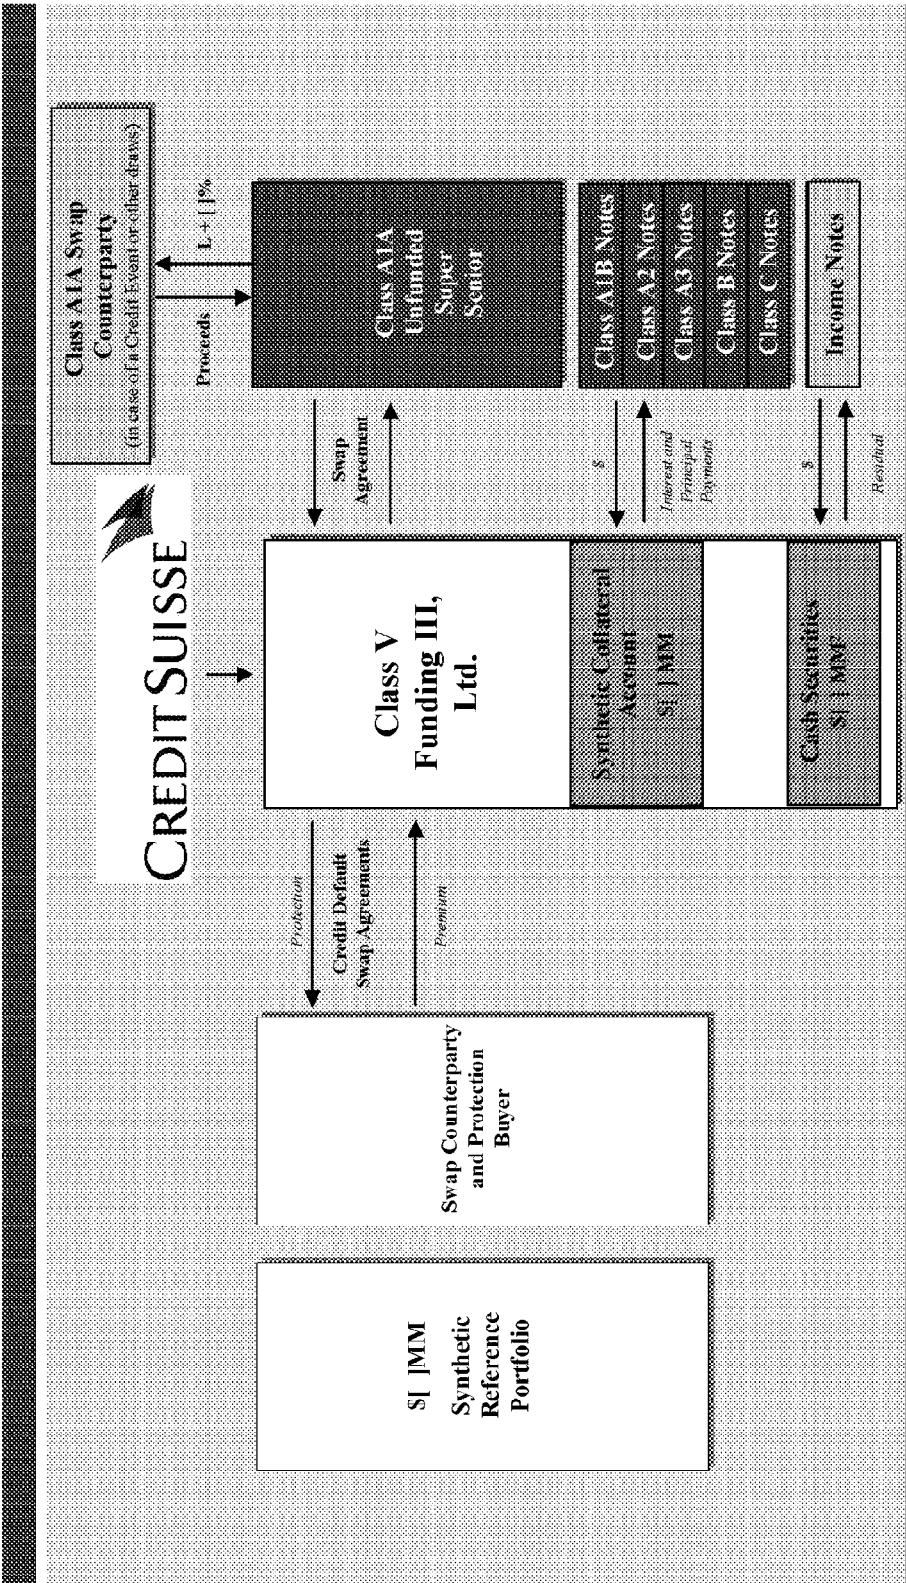 CREDIT SUISSE
Class A1A Swap
Counterparty
(in case of a Credit Event or other draws)
Proceeds
L + [ ]%
$[ ]MM
Synthetic
Reference
Portfolio
Swap Counterparty
and Protection
Buyer
Protection
Credit Default
Swap Agreements
Premium
Class V
Funding III,
Ltd.
Synthetic Collateral
Account
$[ ] MM
Cash Securities
$[ ] MM
Swap
Agreement
$
Interest and
Principal
Payments
$
Residual
Class A1A
Unfunded
Super
Senior
Class A1B Notes
Class A2 Notes
Class A3 Notes
Class B Notes
Class C Notes
Income Notes